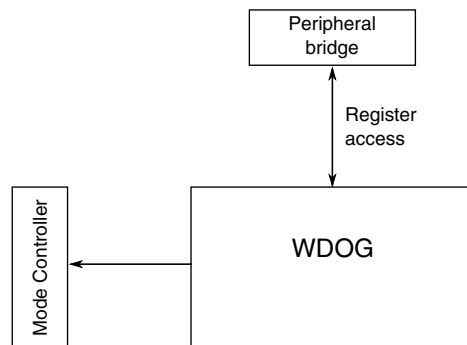 Peripheral
bridge
Register
access
WDOG
Mode Controller